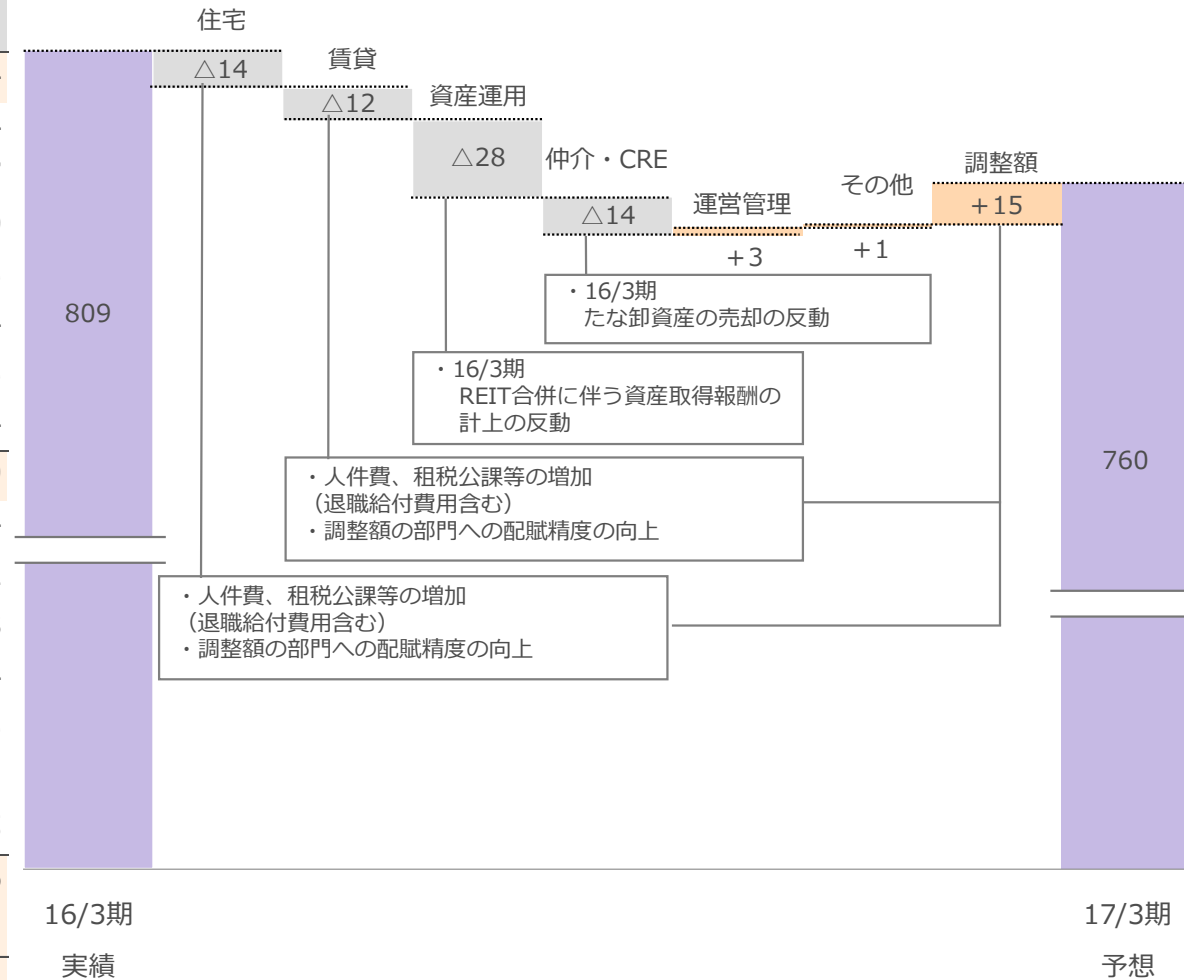 住宅
△14
賃貸
△12
資産運用
△28
仲介・CRE
△14
運営管理
+3
その他
+1
調整額
+15
809
・16/3期
たな卸資産の売却の反動
・16/3期
REIT合併に伴う資産取得報酬の
計上の反動
・人件費、租税公課等の増加
（退職給付費用含む）
・調整額の部門への配賦精度の向上
・人件費、租税公課等の増加
（退職給付費用含む）
・調整額の部門への配賦精度の向上
760
16/3期
実績
17/3期
予想